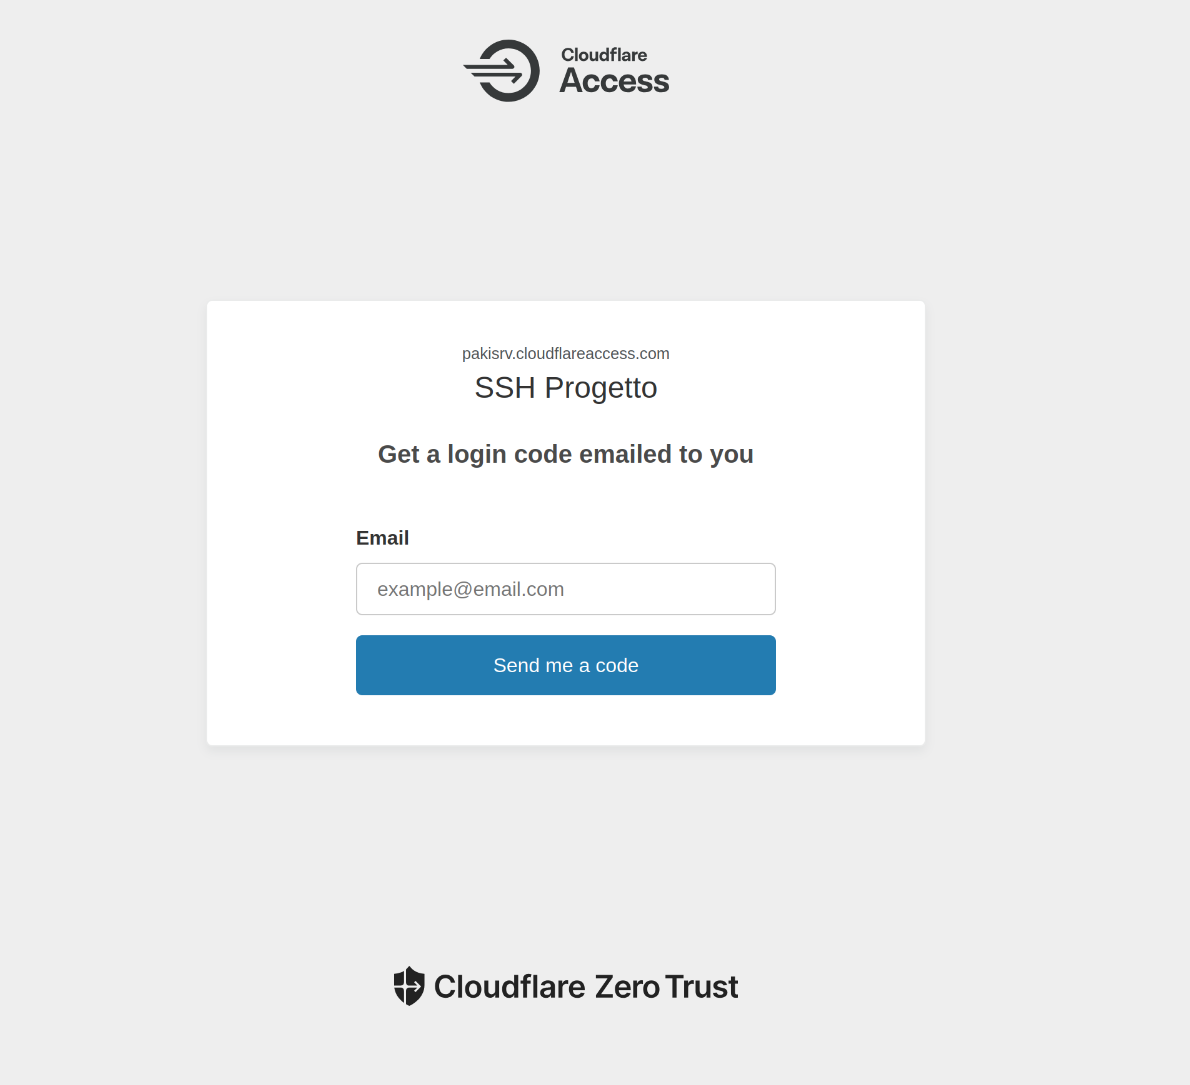 Cloudflare
Access
pakisrv.cloudflareaccess.com
SSH Progetto
Get a login code emailed to you
Email
example@email.com
Send me a code
Cloudflare Zero Trust